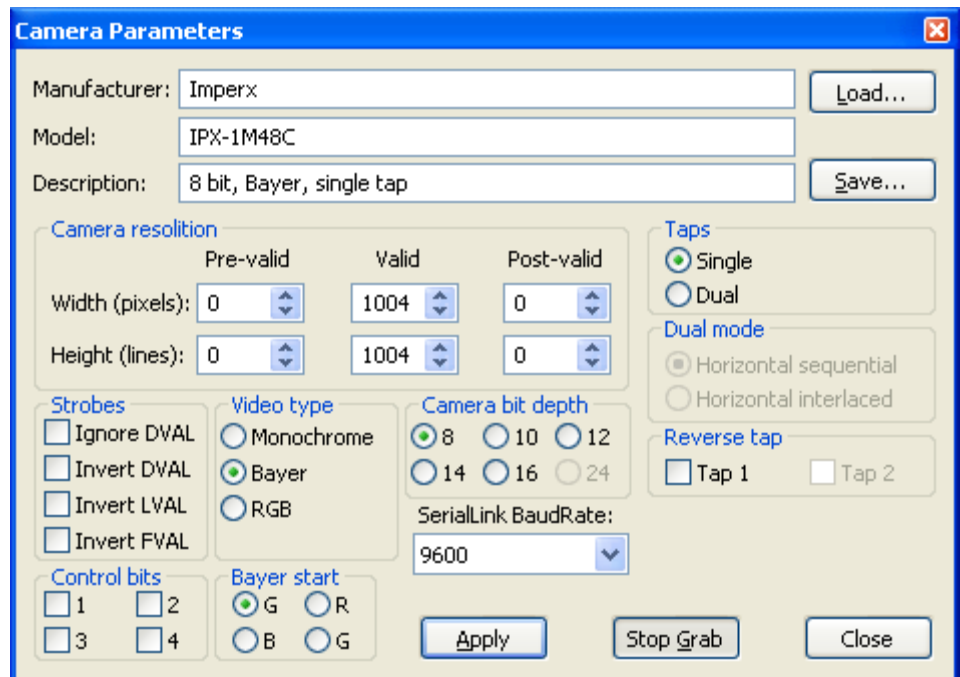 Camera Parameters
Manufacturer: Imperx
Load...
Model: IPX-1M48C
Description: 8 bit, Bayer, single tap
Save...
Camera resolition
Pre-valid Valid Post-valid
Width (pixels): 0 1004 0
Height (lines): 0 1004 0
Taps
Single
Dual
Dual mode
Horizontal sequential
Horizontal interlaced
Strobes
Ignore DVAL
Invert DVAL
Invert LVAL
Invert FVAL
Video type
Monochrome
Bayer
RGB
Camera bit depth
8 10 12
14 16 24
Reverse tap
Tap 1 Tap 2
SerialLink BaudRate:
9600
Control bits
1 2
3 4
Bayer start
G R
B G
Apply
Stop Grab
Close